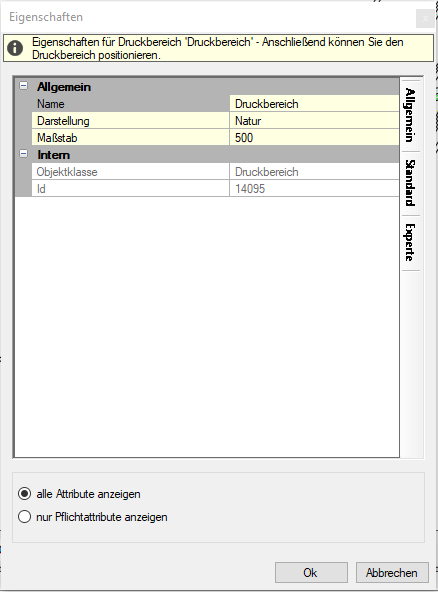 Eigenschaften
Eigenschaften für Druckbereich 'Druckbereich' - Anschließend können Sie den
Druckbereich positionieren.
Allgemein
Name Druckbereich
Darstellung Natur
Maßstab 500
Intern
Objektklasse Druckbereich
Id 14095
Allgemein
Standard
Experte
alle Attribute anzeigen
nur Pflichtattribute anzeigen
Ok Abbrechen